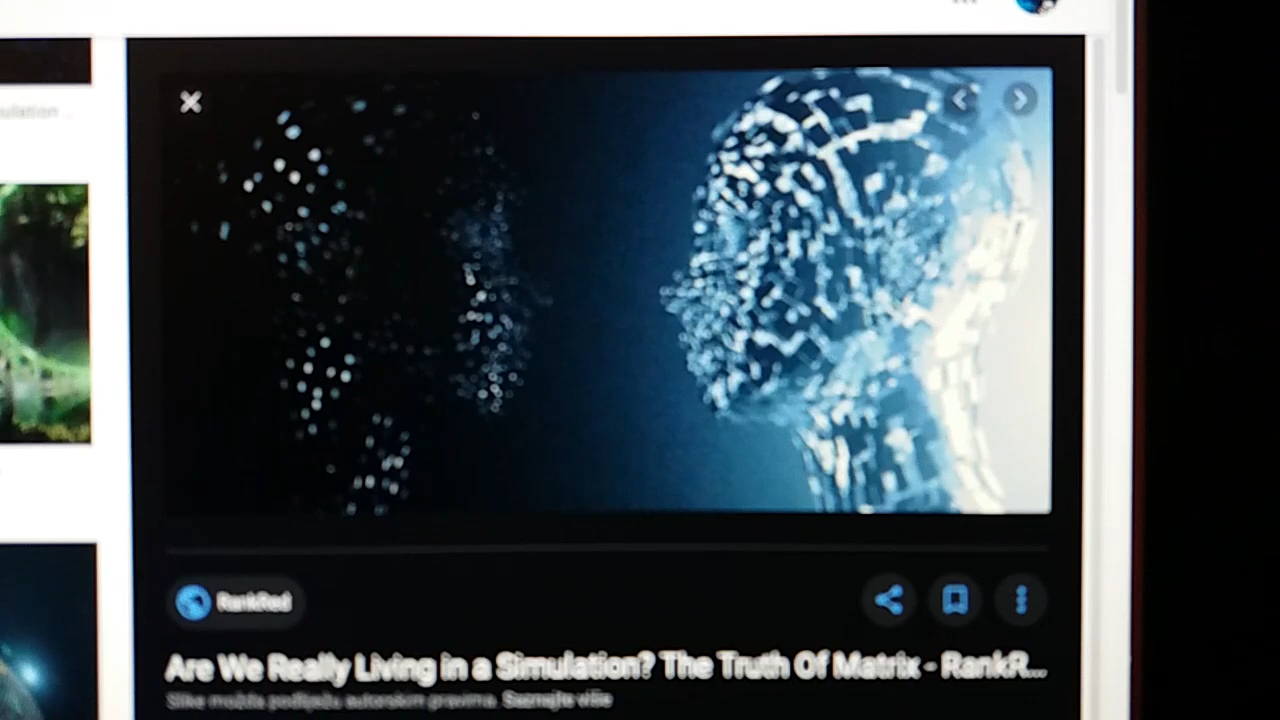 ulation ...
RankRed
Are We Really Living in a Simulation? The Truth Of Matrix - RankR...
Slike možda podliježu autorskim pravima. Saznajte više